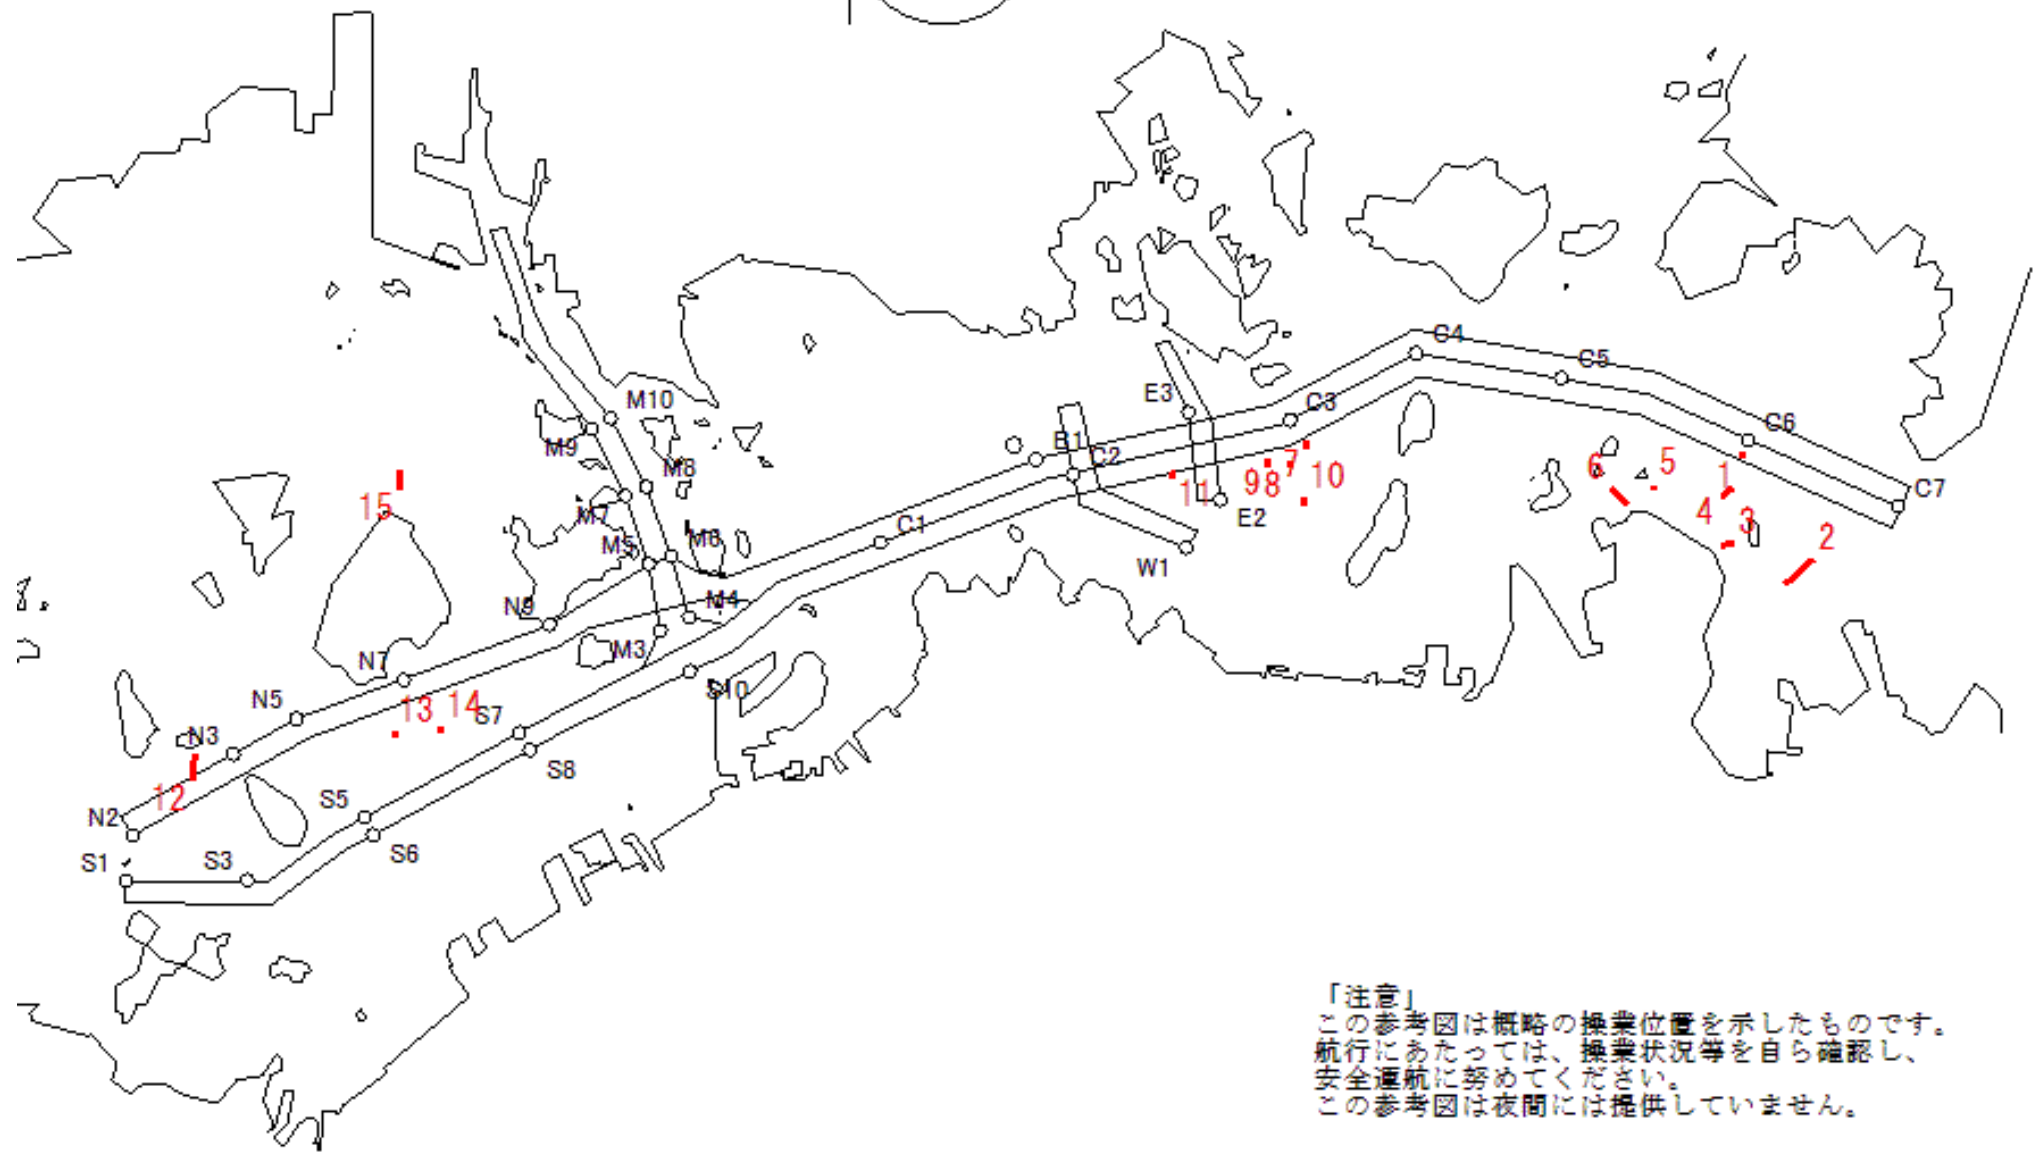 C4
C5
M10
E3
C3
C6
M9
B1
C2
M8
6
5
1
15
11
9
8
7
10
C7
M7
E2
4
3
2
C1
M5
M6
W1
N9
M4
N7
M3
N5
13
14
S7
S10
N3
12
S8
N2
S5
S1
S3
S6
「注意」
この参考図は概略の操業位置を示したものです。
航行にあたっては、操業状況等を自ら確認し、
安全運航に努めてください。
この参考図は夜間には提供していません。